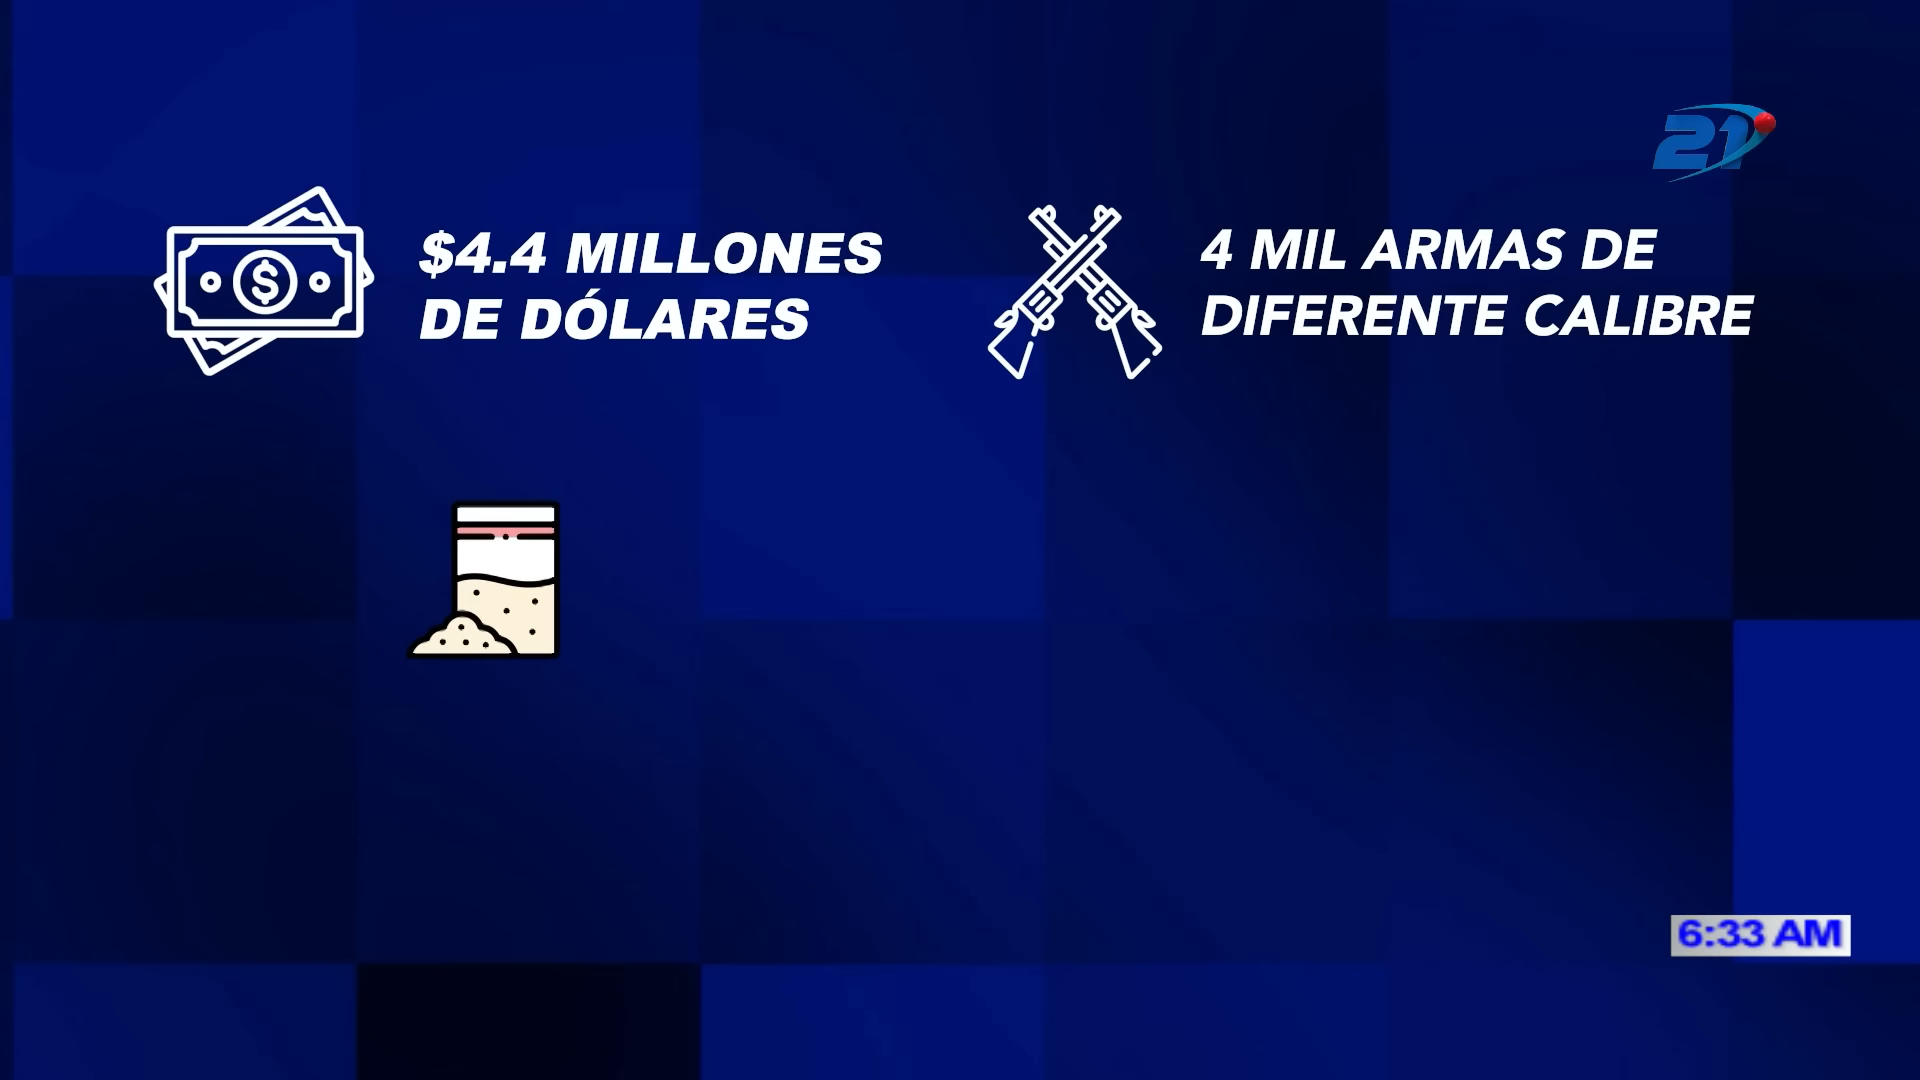 21
$4.4 MILLONES
DE DÓLARES
4 MIL ARMAS DE
DIFERENTE CALIBRE
6:33 AM